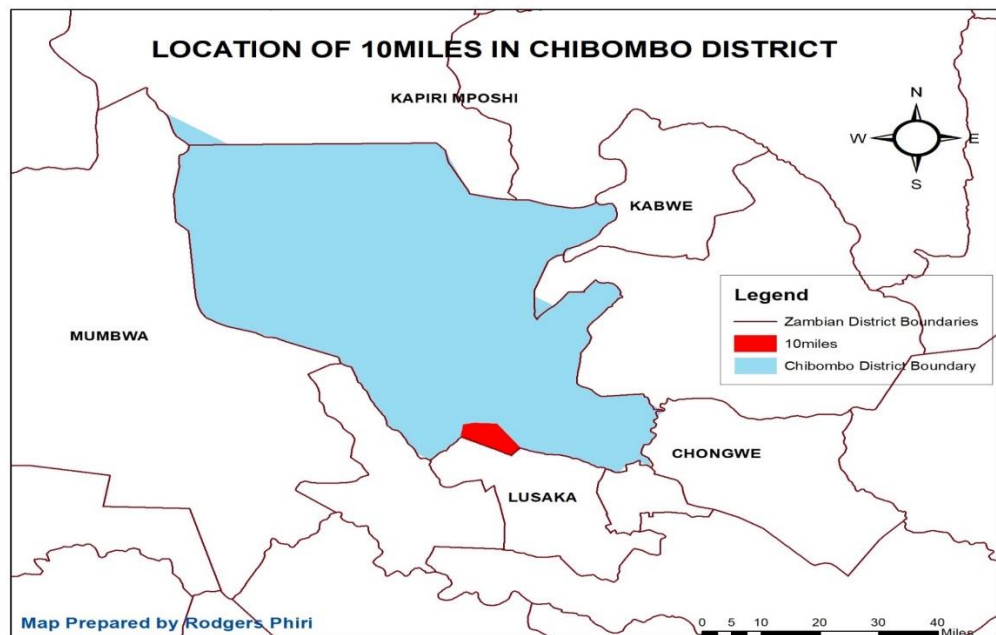 LOCATION OF 10MILES IN CHIBOMBO DISTRICT
KAPIRI MPOSHI
N
W E
S
KABWE
Legend
Zambian District Boundaries
10miles
Chibombo District Boundary
MUMBWA
CHONGWE
LUSAKA
Map Prepared by Rodgers Phiri
0 5 10 20 30 40
Miles